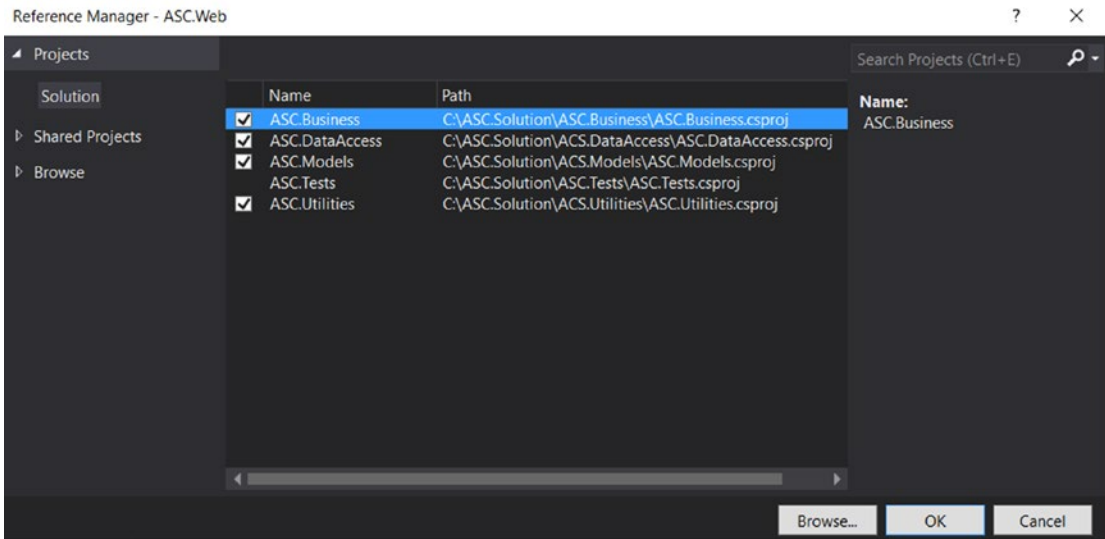 Reference Manager - ASC.Web
Projects
Search Projects (Ctrl+E)
Solution
Shared Projects
Browse
Name Path
ASC.Business C:\ASC.Solution\ASC.Business\ASC.Business.csproj
ASC.DataAccess C:\ASC.Solution\ACS.DataAccess\ASC.DataAccess.csproj
ASC.Models C:\ASC.Solution\ACS.Models\ASC.Models.csproj
ASC.Tests C:\ASC.Solution\ASC.Tests\ASC.Tests.csproj
ASC.Utilities C:\ASC.Solution\ACS.Utilities\ASC.Utilities.csproj
Name:
ASC.Business
Browse... OK Cancel